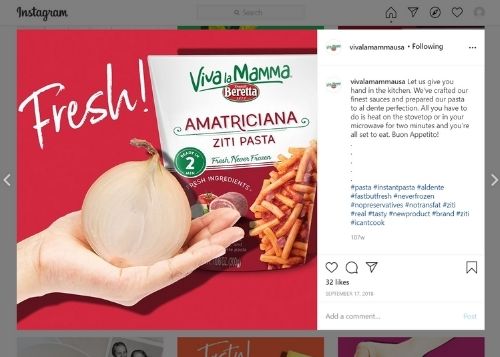 Instagram
Search
Fresh!
Viva la Mamma
Beretta
AMATRICIANA
ZITI PASTA
MADE IN
2
MIN
Fresh, Never Frozen
FRESH INGREDIENTS
vivalamammausa • Following
vivalamammausa Let us give you
hand in the kitchen. We've crafted our
finest sauces and prepared our pasta
to al dente perfection. All you have to
do is heat on the stovetop or in your
microwave for two minutes and you're
all set to eat. Buon Appetito!
.
.
.
.
.
#pasta #instantpasta #aldente
#fastbutfresh #neverfrozen
#nopreservatives #notransfat #ziti
#real #tasty #newproduct #brand #ziti
#icantcook
107w
32 likes
SEPTEMBER 17, 2018
Add a comment...
Post
Tasty